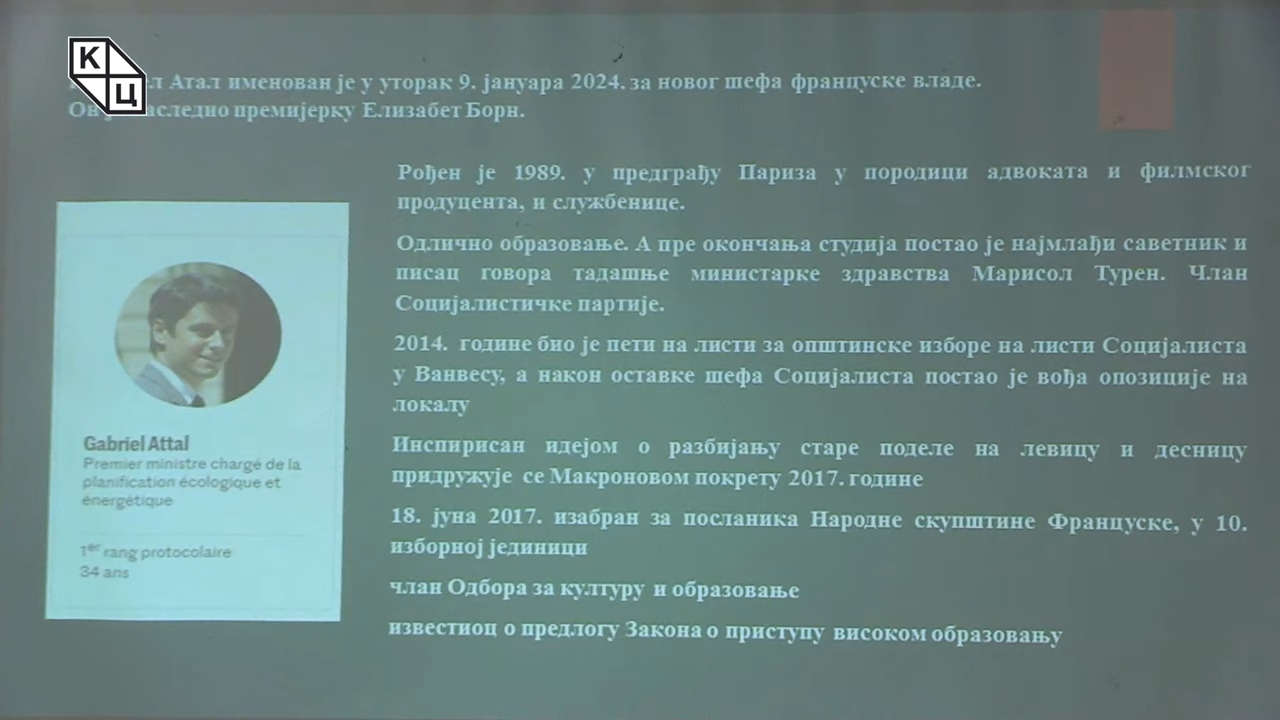 К
Ц
л Атал именован је у уторак 9. јануара 2024. за новог шефа француске владе.
Он аследио премијерку Елизабет Борн.
Рођен је 1989. у предграђу Париза у породици адвоката и филмског
продуцента, и службенице.
Одлично образовање. А пре окончања студија постао је најмлађи саветник и
писац говора тадашње министарке здравства Марисол Турен. Члан
Социјалистичке партије.
2014. године био је пети на листи за општинске изборе на листи Социјалиста
у Ванвесу, а након оставке шефа Социјалиста постао је вођа опозиције на
локалу
Инспирисан идејом о разбијању старе поделе на левицу и десницу
придружује се Макроновом покрету 2017. године
18. јуна 2017. изабран за посланика Народне скупштине Француске, у 10.
изборној јединици
члан Одбора за културу и образовање
известиоц о предлогу Закона о приступу високом образовању
Gabriel Attal
Premier ministre chargé de la
planification écologique et
énergétique
1er rang protocolaire
34 ans